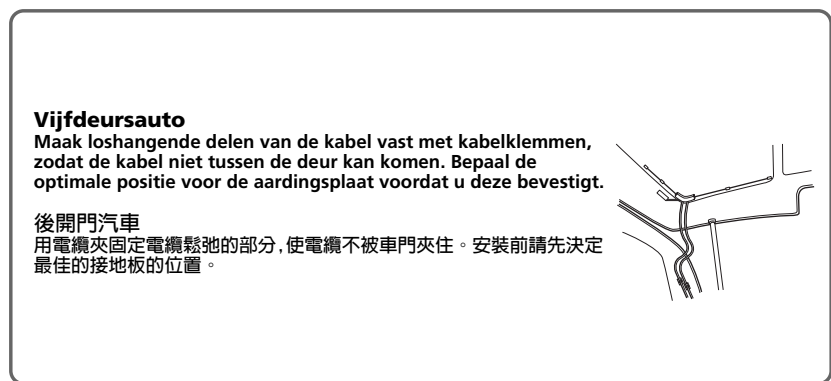 Vijfdeursauto
Maak loshangende delen van de kabel vast met kabelklemmen,
zodat de kabel niet tussen de deur kan komen. Bepaal de
optimale positie voor de aardingsplaat voordat u deze bevestigt.
後開門汽車
用電纜夾固定電纜鬆弛的部分,使電纜不被車門夾住。安裝前請先決定
最佳的接地板的位置。